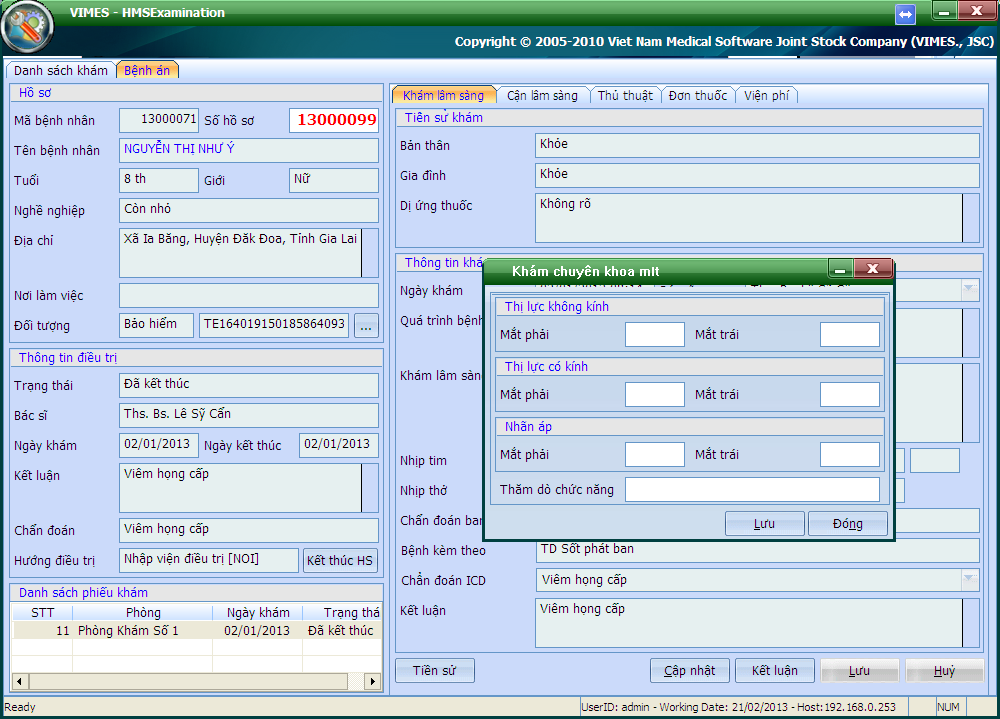 VIMES - HMSExamination
Copyright © 2005-2010 Viet Nam Medical Software Joint Stock Company (VIMES., JSC)
Danh sách khám Bệnh án
Hồ sơ
Mã bệnh nhân 13000071 Số hồ sơ 13000099
Tên bệnh nhân NGUYỄN THỊ NHƯ Ý
Tuổi 8 th Giới Nữ
Nghề nghiệp Còn nhỏ
Địa chỉ Xã Ia Băng, Huyện Đăk Đoa, Tỉnh Gia Lai
Nơi làm việc
Đối tượng Bảo hiểm TE164019150185864093 ...
Thông tin điều trị
Trạng thái Đã kết thúc
Bác sĩ Ths. Bs. Lê Sỹ Cẩn
Ngày khám 02/01/2013 Ngày kết thúc 02/01/2013
Kết luận Viêm họng cấp
Chẩn đoán Viêm họng cấp
Hướng điều trị Nhập viện điều trị [NOI] Kết thúc HS
Danh sách phiếu khám
STT Phòng Ngày khám Trạng thá
11 Phòng Khám Số 1 02/01/2013 Đã kết thúc
Khám lâm sàng Cận lâm sàng Thủ thuật Đơn thuốc Viện phí
Tiền sử khám
Bản thân Khỏe
Gia đình Khỏe
Dị ứng thuốc Không rõ
Thông tin khá
Ngày khám
Quá trình bệnh
Khám lâm sàn
Nhịp tim
Nhịp thở
Chẩn đoán ban
Bệnh kèm theo TD Sốt phát ban
Chẩn đoán ICD Viêm họng cấp
Kết luận Viêm họng cấp
Tiền sử Cập nhật Kết luận Lưu Huỷ
Khám chuyên khoa mlt
Thị lực không kính
Mắt phải Mắt trái
Thị lực có kính
Mắt phải Mắt trái
Nhãn áp
Mắt phải Mắt trái
Thăm dò chức năng
Lưu Đóng
Ready UserID: admin - Working Date: 21/02/2013 - Host:192.168.0.253 NUM